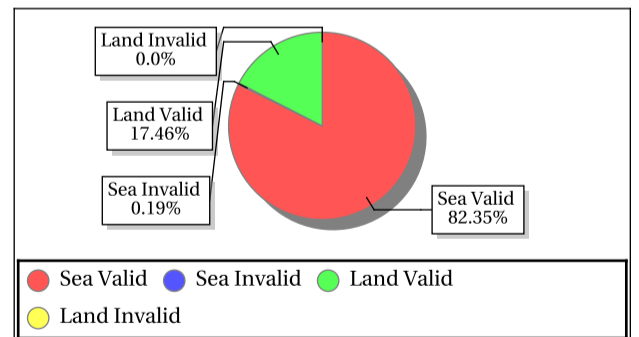 Land Invalid
0.0%
Land Valid
17.46%
Sea Invalid
0.19%
Sea Valid
82.35%
Sea Valid Sea Invalid Land Valid
Land Invalid